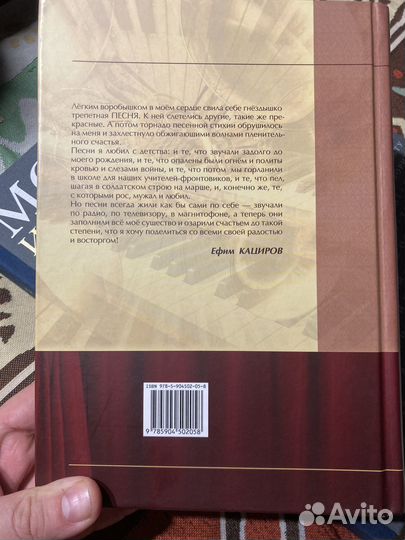 Лёгким воробышком в моём сердце свила себе гнёздышко
трепетная ПЕСНЯ. К ней слетелись другие, такие же пре-
красные. А потом торнадо песенной стихии обрушилось
на меня и захлестнуло обжигающими волнами пленитель-
ного счастья.
Песни я любил с детства: и те, что звучали задолго до
моего рождения, и те, что опалены были огнём и политы
кровью и слезами войны, и те, что потом мы горланили
в школе для наших учителей-фронтовиков, и те, что пел,
шагая в солдатском строю на марше, и, конечно же, те,
с которыми рос, мужал и любил.
Но песни всегда жили как бы сами по себе — звучали
по радио, по телевизору, в магнитофоне, а теперь они
заполнили всё моё существо и озарили счастьем до такой
степени, что я хочу поделиться со всеми своей радостью
и восторгом!
Ефим КАЦИРОВ
ISBN 978-5-904502-05-8
9 785904 502058
Avito